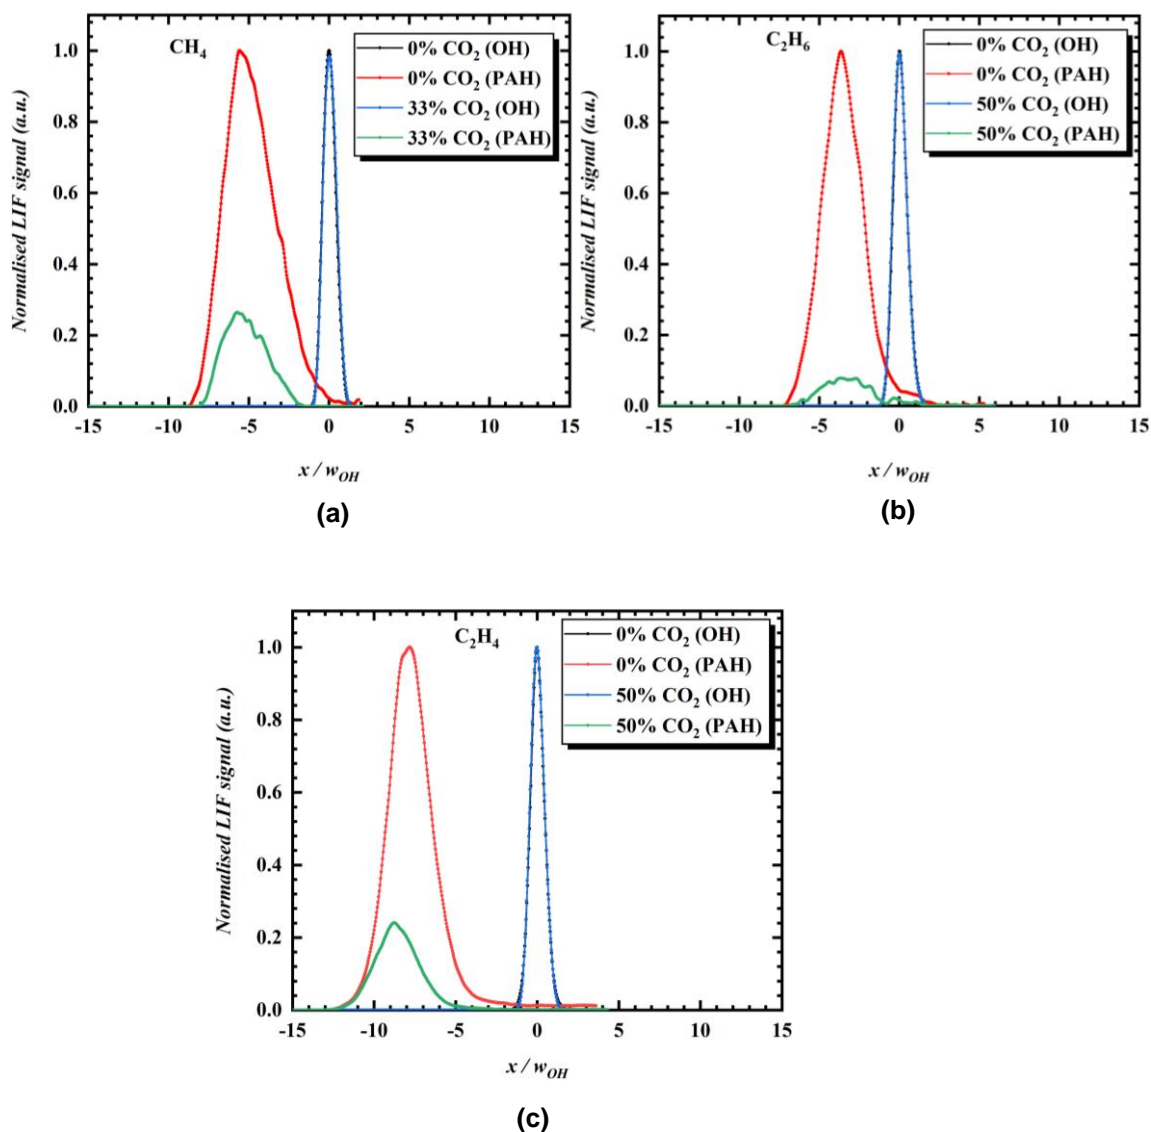 CH4
0% CO2 (OH)
0% CO2 (PAH)
33% CO2 (OH)
33% CO2 (PAH)
Normalised LIF signal (a.u.)
1.0
0.8
0.6
0.4
0.2
0.0
-15 -10 -5 0 5 10 15
x / wOH
(a)
C2H6
0% CO2 (OH)
0% CO2 (PAH)
50% CO2 (OH)
50% CO2 (PAH)
Normalised LIF signal (a.u.)
1.0
0.8
0.6
0.4
0.2
0.0
-15 -10 -5 0 5 10 15
x / wOH
(b)
C2H4
0% CO2 (OH)
0% CO2 (PAH)
50% CO2 (OH)
50% CO2 (PAH)
Normalised LIF signal (a.u.)
1.0
0.8
0.6
0.4
0.2
0.0
-15 -10 -5 0 5 10 15
x / wOH
(c)